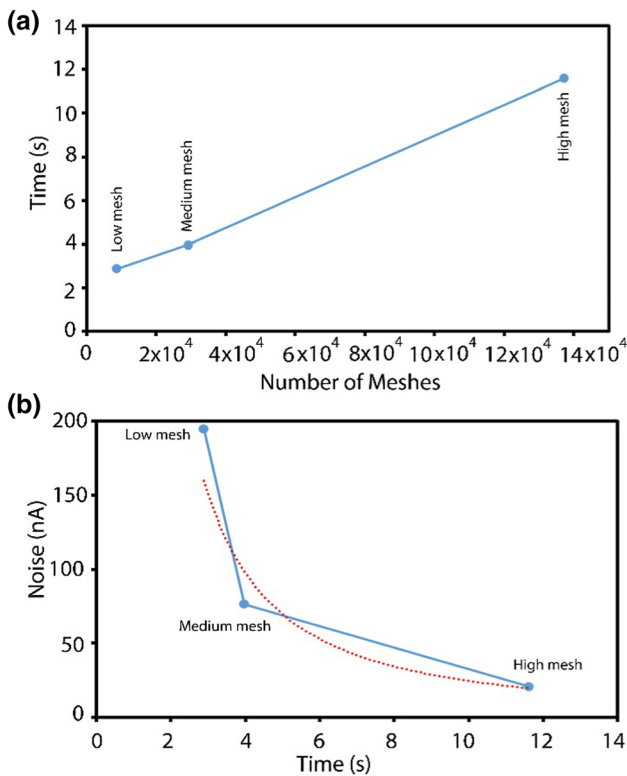 (a)
14
12
10
8
6
4
2
0
Time (s)
Low mesh
Medium mesh
High mesh
0
2x10⁴
4x10⁴
6x10⁴
8x10⁴
10x10⁴
12x10⁴
14x10⁴
Number of Meshes
(b)
200
150
100
50
0
Noise (nA)
Low mesh
Medium mesh
High mesh
0
2
4
6
8
10
12
14
Time (s)